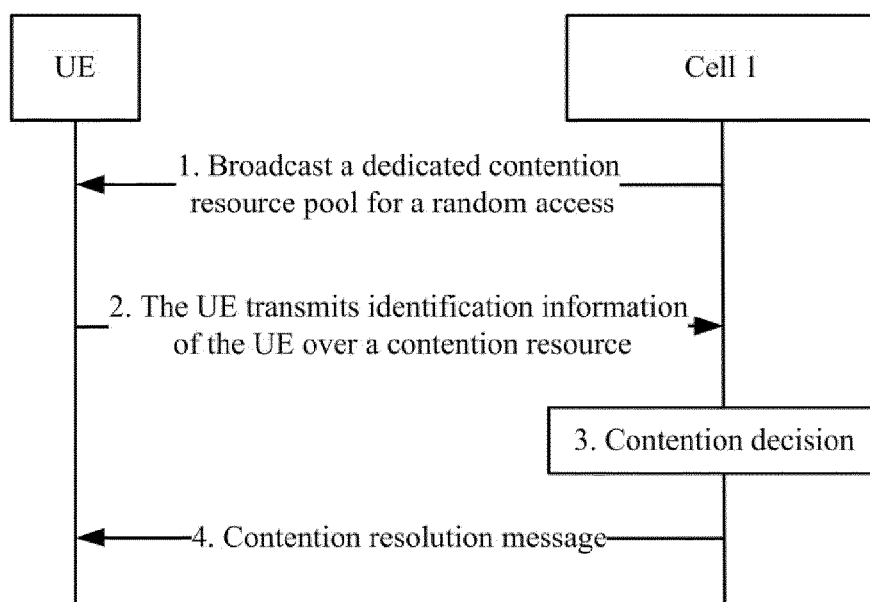 UE
Cell 1
1. Broadcast a dedicated contention
resource pool for a random access
2. The UE transmits identification information
of the UE over a contention resource
3. Contention decision
4. Contention resolution message